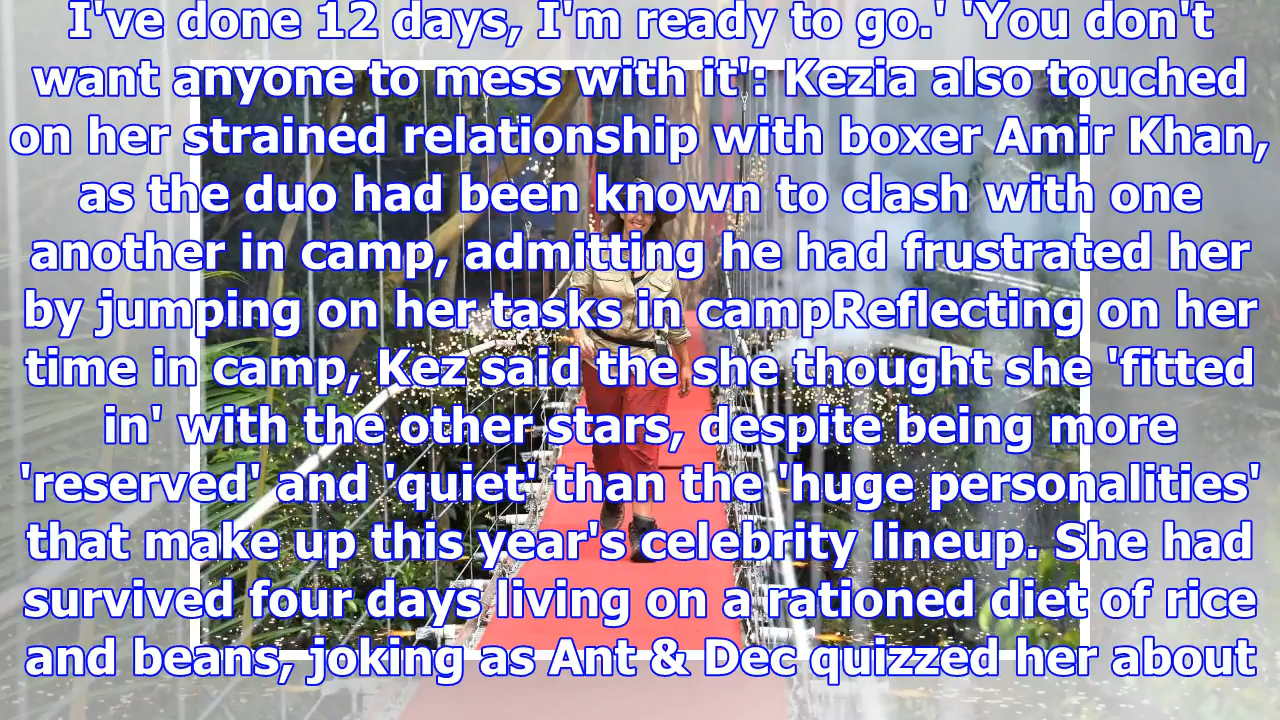 I've done 12 days, I'm ready to go.' 'You don't
want anyone to mess with it': Kezia also touched
on her strained relationship with boxer Amir Khan,
as the duo had been known to clash with one
another in camp, admitting he had frustrated her
by jumping on her tasks in campReflecting on her
time in camp, Kez said the she thought she 'fitted
in' with the other stars, despite being more
'reserved' and 'quiet' than the 'huge personalities'
that make up this year's celebrity lineup. She had
survived four days living on a rationed diet of rice
and beans, joking as Ant & Dec quizzed her about